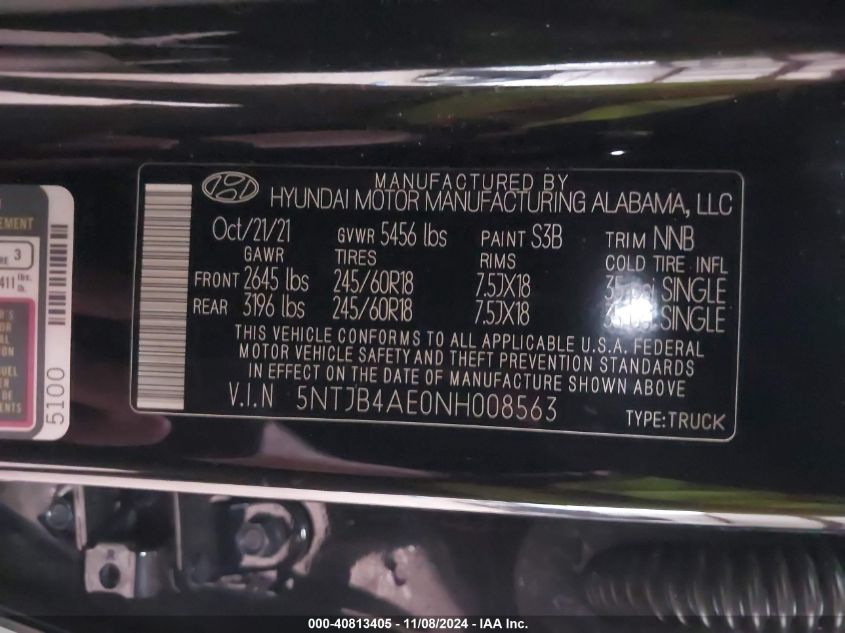 MANUFACTURED BY
HYUNDAI MOTOR MANUFACTURING ALABAMA, LLC
Oct/21/21 GVWR 5456 lbs PAINT S3B TRIM NNB
GAWR TIRES RIMS COLD TIRE INFL
FRONT 2645 lbs 245/60R18 7.5JX18 SINGLE
REAR 3196 lbs 245/60R18 7.5JX18 SINGLE
THIS VEHICLE CONFORMS TO ALL APPLICABLE U.S.A. FEDERAL
MOTOR VEHICLE SAFETY AND THEFT PREVENTION STANDARDS
IN EFFECT ON THE DATE OF MANUFACTURE SHOWN ABOVE
V.I.N 5NTJB4AE0NH008563 TYPE:TRUCK
3
411 lbs.
5100
000-40813405 - 11/08/2024 - IAA Inc.